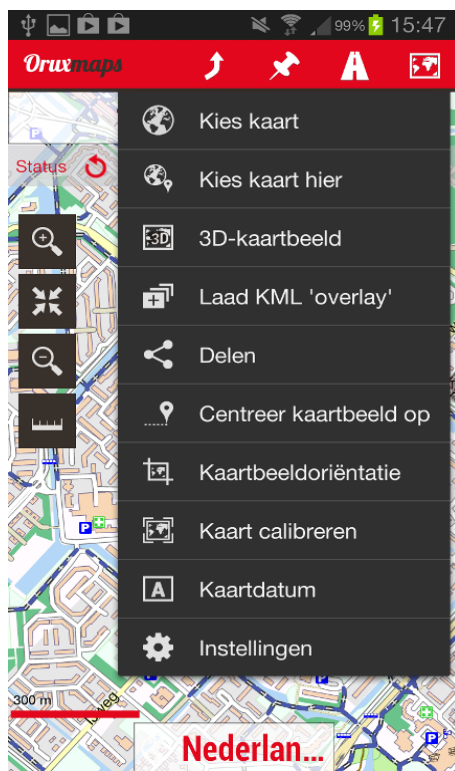 99% 15:47
Oruxmaps
Kies kaart
Status
Kies kaart hier
3D
3D-kaartbeeld
Laad KML 'overlay'
Delen
Centreer kaartbeeld op
Kaartbeeldoriëntatie
P
Kaart calibreren
A
Kaartdatum
Instellingen
300 m
Nederlan...